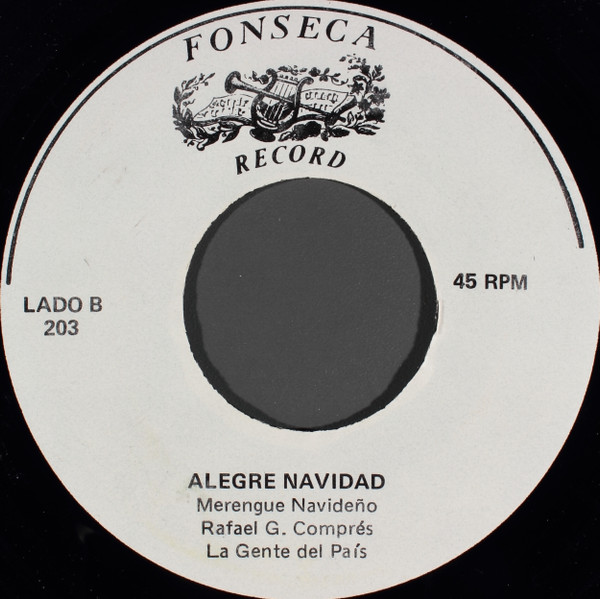 FONSECA
RECORD
LADO B
203
45 RPM
ALEGRE NAVIDAD
Merengue Navideño
Rafael G. Comprés
La Gente del País